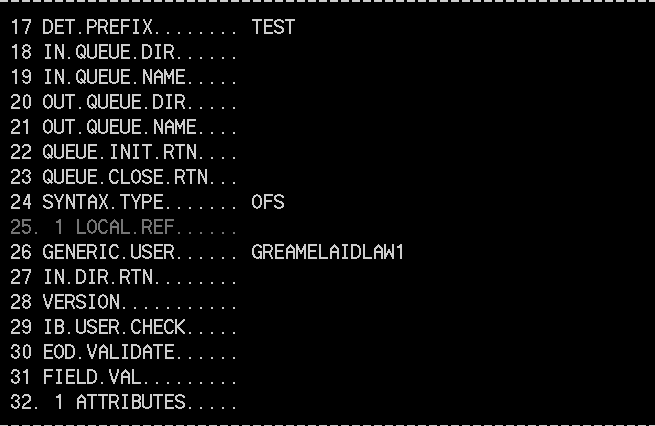 17 DET.PREFIX........ TEST
18 IN.QUEUE.DIR......
19 IN.QUEUE.NAME.....
20 OUT.QUEUE.DIR.....
21 OUT.QUEUE.NAME....
22 QUEUE.INIT.RTN....
23 QUEUE.CLOSE.RTN...
24 SYNTAX.TYPE....... OFS
25. 1 LOCAL.REF......
26 GENERIC.USER...... GREAMELAIDLAW1
27 IN.DIR.RTN........
28 VERSION...........
29 IB.USER.CHECK.....
30 EOD.VALIDATE......
31 FIELD.VAL.........
32. 1 ATTRIBUTES.....